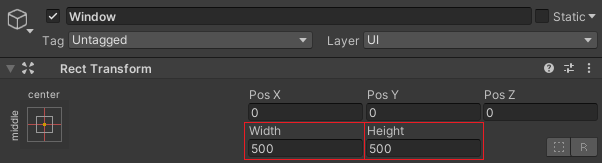 Window
Static
Tag Untagged Layer UI
Rect Transform
center
middle
Pos X Pos Y Pos Z
0 0 0
Width Height
500 500
R